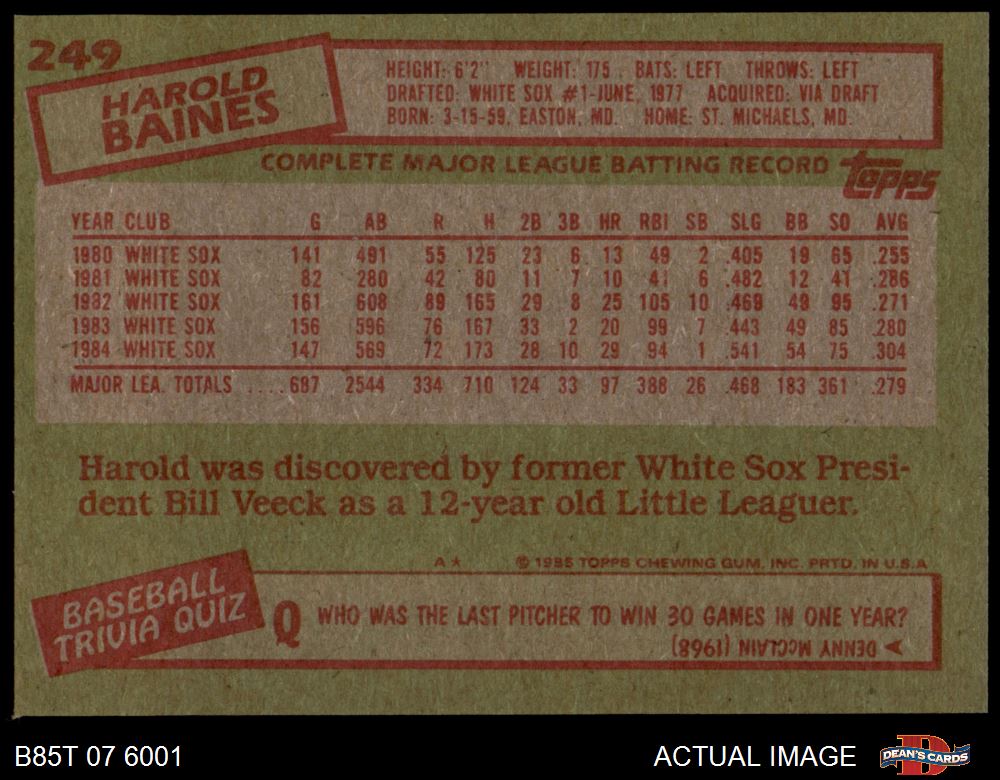 249
HAROLD
BAINES
HEIGHT: 6'2" WEIGHT: 175 BATS: LEFT THROWS: LEFT
DRAFTED: WHITE SOX #1-JUNE, 1977 ACQUIRED: VIA DRAFT
BORN: 3-15-59, EASTON, MD. HOME: ST. MICHAELS, MD.
COMPLETE MAJOR LEAGUE BATTING RECORD topps
YEAR CLUB G AB R H 2B 3B HR RBI SB SLG BB SO AVG
1980 WHITE SOX 141 491 55 125 23 6 13 49 2 .405 19 65 .255
1981 WHITE SOX 82 280 42 80 11 7 10 41 6 .482 12 41 .286
1982 WHITE SOX 161 608 89 165 29 8 25 105 10 .469 49 95 .271
1983 WHITE SOX 156 596 76 167 33 2 20 99 7 .443 49 85 .280
1984 WHITE SOX 147 569 72 173 28 10 29 94 1 .541 54 75 .304
MAJOR LEA. TOTALS .... 687 2544 334 710 124 33 97 388 26 .468 183 361 .279
Harold was discovered by former White Sox Presi-
dent Bill Veeck as a 12-year old Little Leaguer.
A* © 1985 TOPPS CHEWING GUM, INC. PRTD. IN U.S.A
BASEBALL
TRIVIA QUIZ
Q WHO WAS THE LAST PITCHER TO WIN 30 GAMES IN ONE YEAR?
DENNY McCLAIN (1968)
B85T 07 6001 ACTUAL IMAGE DEAN'S CARDS